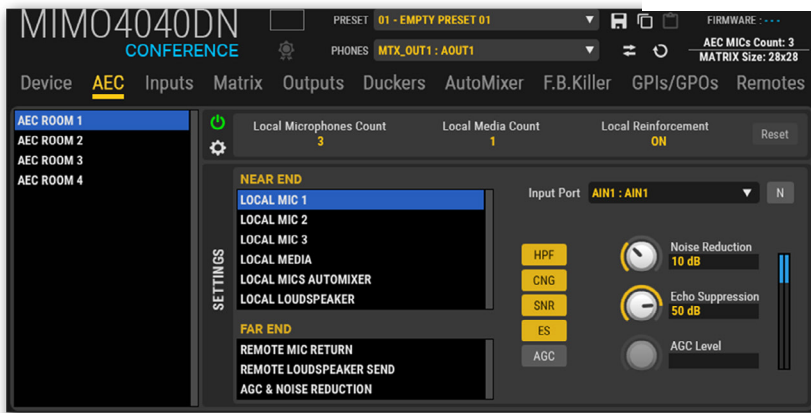 MIMO4040DN
CONFERENCE
PRESET 01 - EMPTY PRESET 01
PHONES MTX_OUT1 : AOUT1
FIRMWARE : ---
AEC MICs Count: 3
MATRIX Size: 28x28
Device AEC Inputs Matrix Outputs Duckers AutoMixer F.B.Killer GPIs/GPOs Remotes
AEC ROOM 1
AEC ROOM 2
AEC ROOM 3
AEC ROOM 4
Local Microphones Count
3
Local Media Count
1
Local Reinforcement
ON
Reset
SETTINGS
NEAR END
LOCAL MIC 1
LOCAL MIC 2
LOCAL MIC 3
LOCAL MEDIA
LOCAL MICS AUTOMIXER
LOCAL LOUDSPEAKER
FAR END
REMOTE MIC RETURN
REMOTE LOUDSPEAKER SEND
AGC & NOISE REDUCTION
Input Port AIN1 : AIN1 N
HPF
CNG
SNR
ES
AGC
Noise Reduction
10 dB
Echo Suppression
50 dB
AGC Level